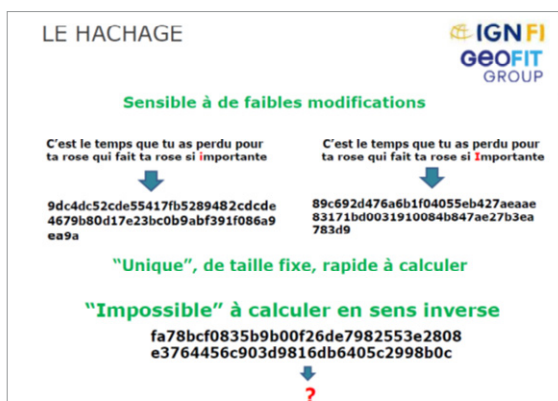 LE HACHAGE
IGN FI
GEOFIT
GROUP
Sensible à de faibles modifications
C'est le temps que tu as perdu pour
ta rose qui fait ta rose si importante
C'est le temps que tu as perdu pour
ta rose qui fait ta rose si Importante
9dc4dc52cde55417fb5289482cdcde
4679b80d17e23bc0b9abf391f086a9
ea9a
89c692d476a6b1f04055eb427aeaae
83171bd0031910084b847ae27b3ea
783d9
“Unique”, de taille fixe, rapide à calculer
“Impossible” à calculer en sens inverse
fa78bcf0835b9b00f26de7982553e2808
e3764456c903d9816db6405c2998b0c
?